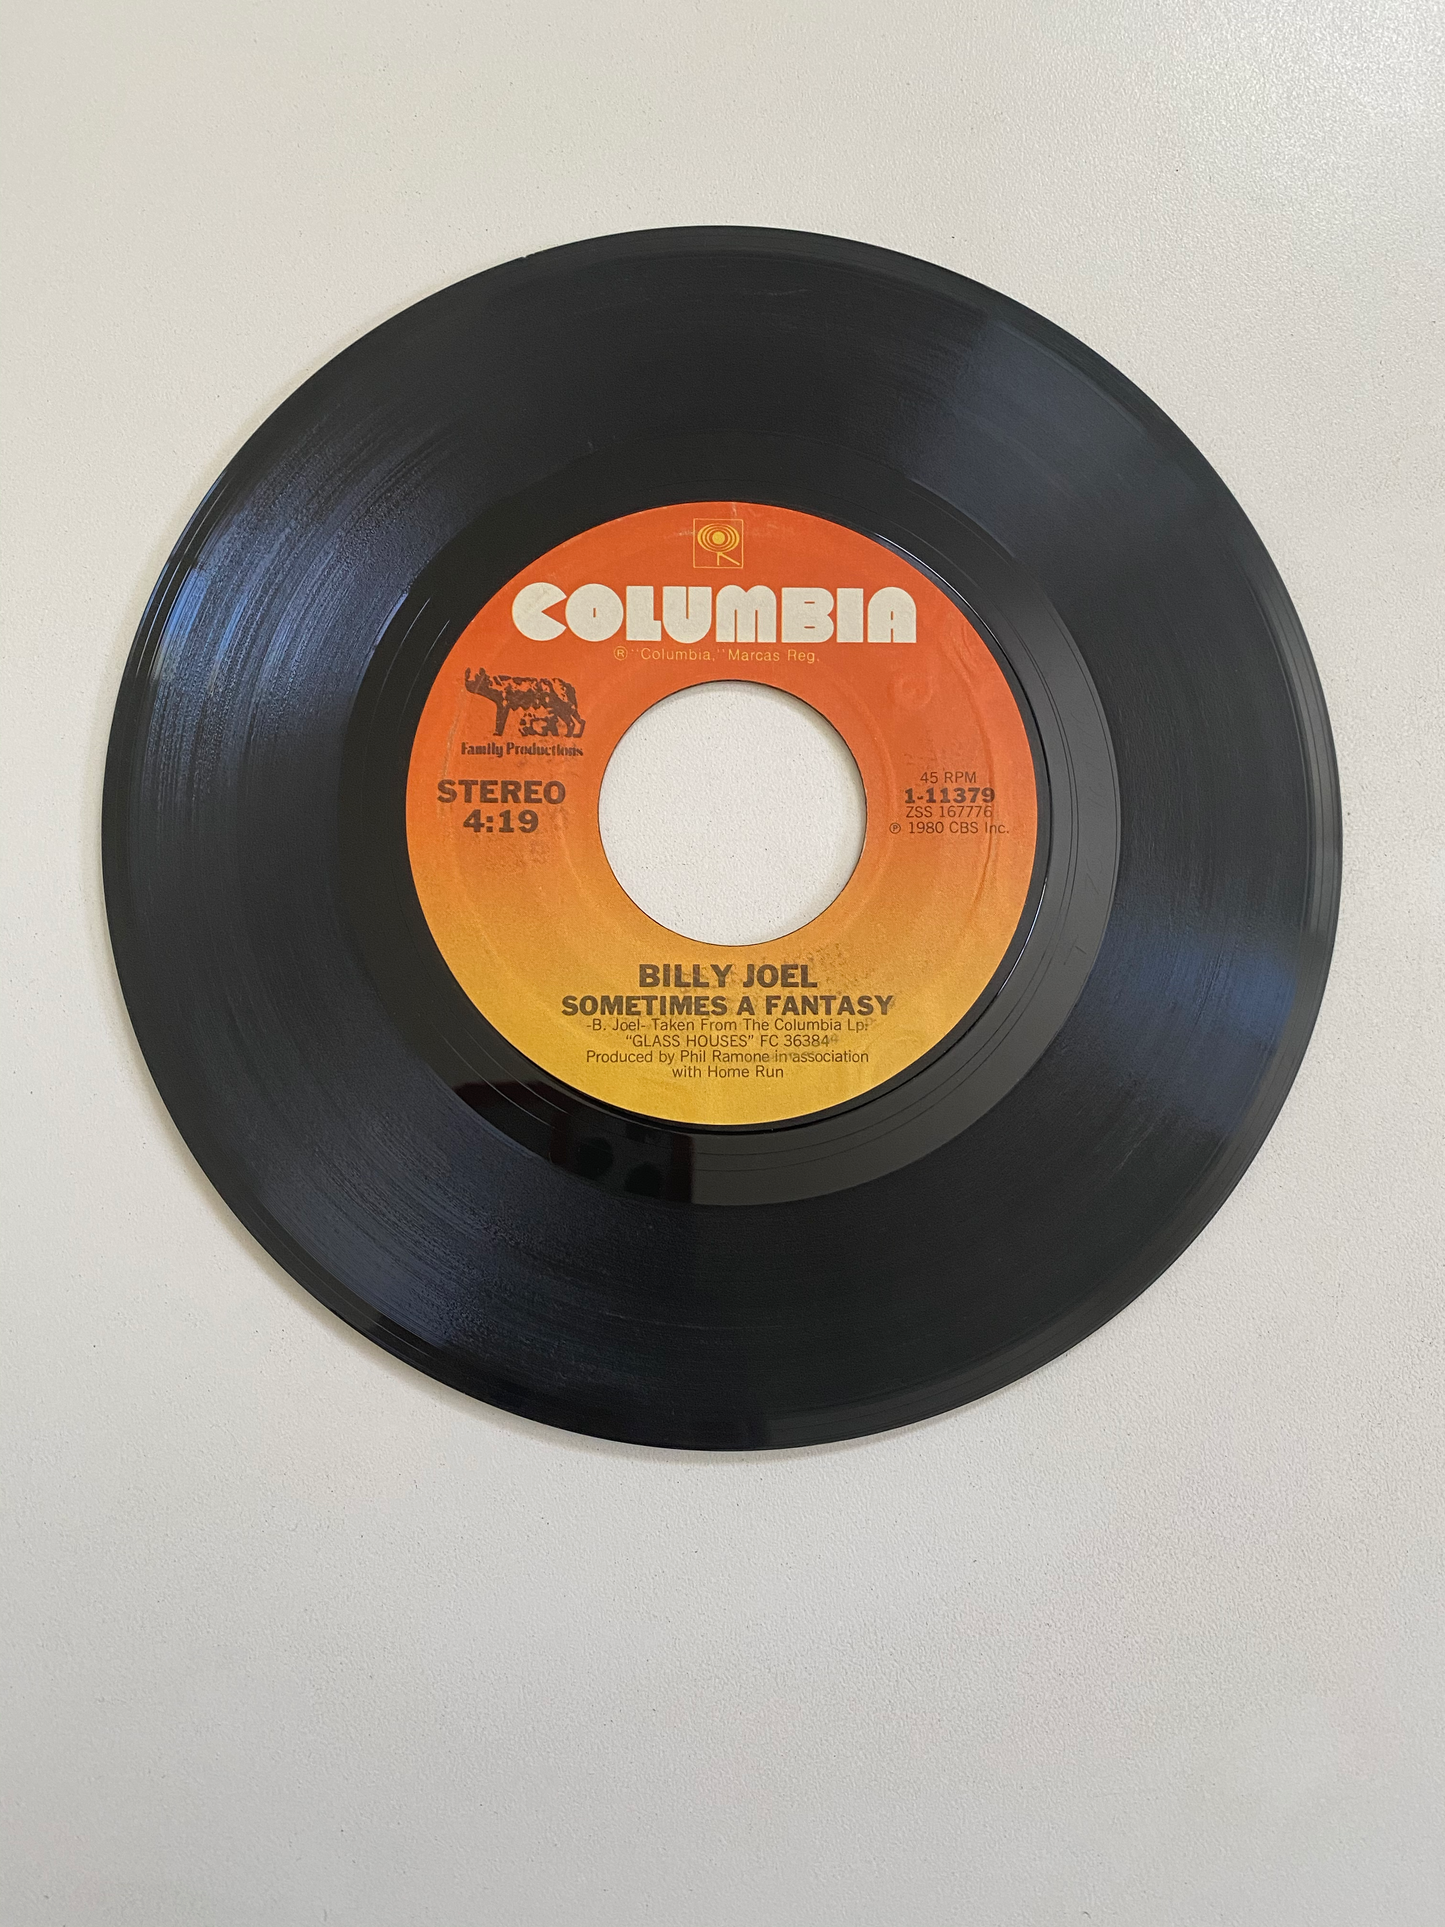 COLUMBIA
Ⓡ "Columbia," Marcas Reg.
Family Productions
STEREO
4:19
45 RPM
1-11379
ZSS 167776
Ⓟ 1980 CBS Inc.
BILLY JOEL
SOMETIMES A FANTASY
-B. Joel- Taken From The Columbia Lp:
"GLASS HOUSES" FC 36384
Produced by Phil Ramone in association
with Home Run